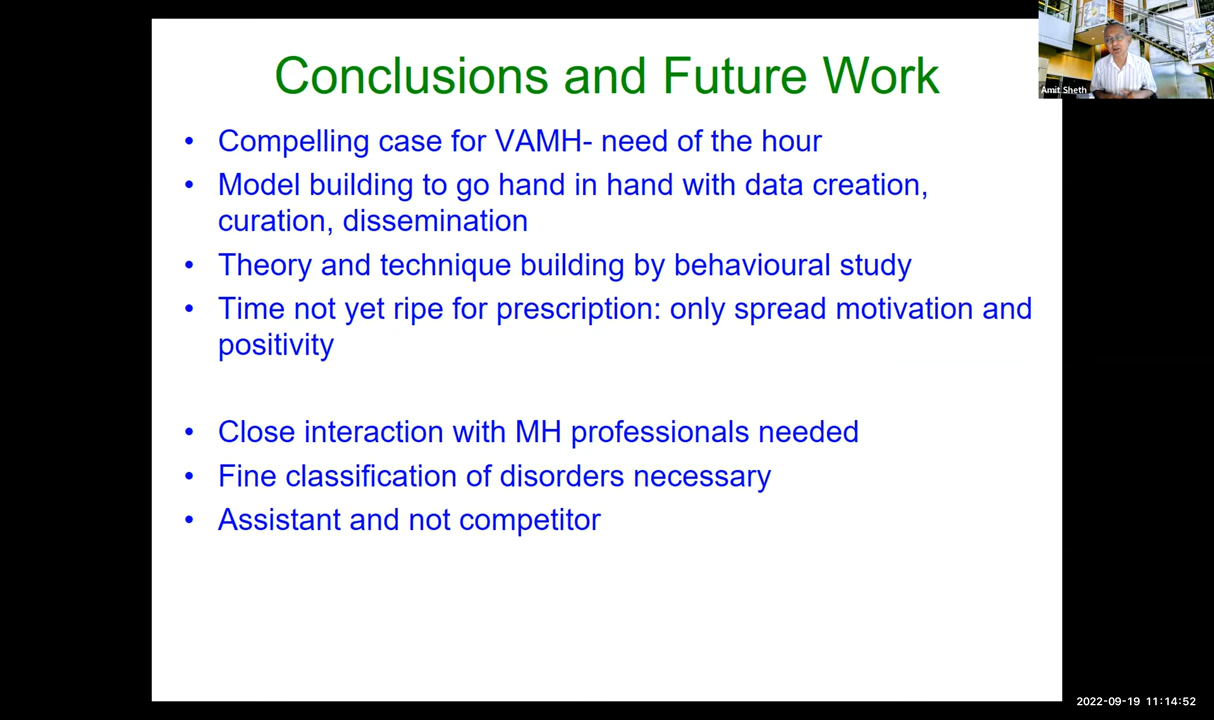 Conclusions and Future Work
Amit Sheth
• Compelling case for VAMH- need of the hour
• Model building to go hand in hand with data creation,
curation, dissemination
• Theory and technique building by behavioural study
• Time not yet ripe for prescription: only spread motivation and
positivity
• Close interaction with MH professionals needed
• Fine classification of disorders necessary
• Assistant and not competitor
2022-09-19 11:14:52